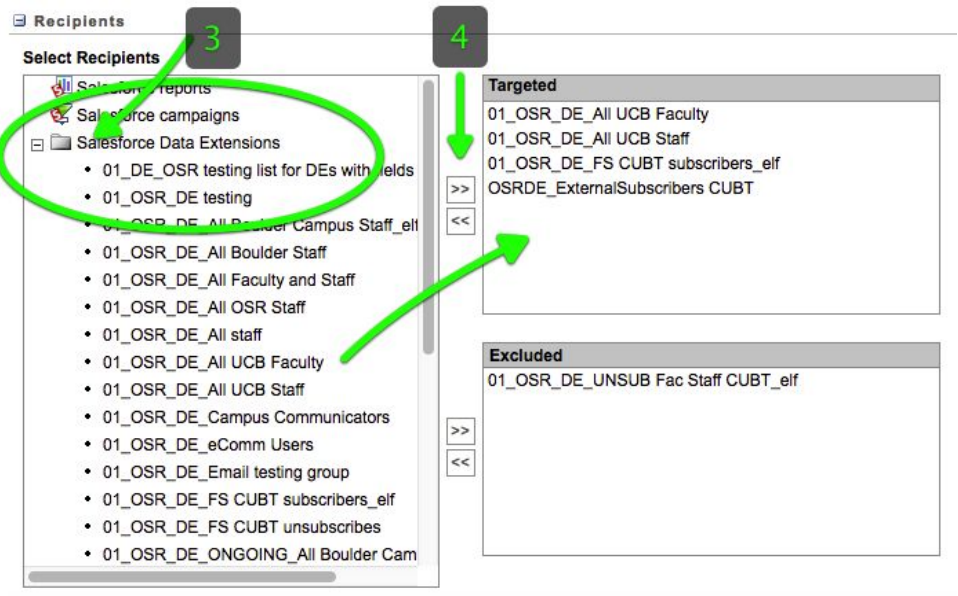 Recipients
3
4
Select Recipients
Salesforce reports
Salesforce campaigns
Salesforce Data Extensions
01_DE_OSR testing list for DEs with fields
01_OSR_DE testing
01_OSR_DE_All Boulder Campus Staff_elf
01_OSR_DE_All Boulder Staff
01_OSR_DE_All Faculty and Staff
01_OSR_DE_All OSR Staff
01_OSR_DE_All staff
01_OSR_DE_All UCB Faculty
01_OSR_DE_All UCB Staff
01_OSR_DE_Campus Communicators
01_OSR_DE_eComm Users
01_OSR_DE_Email testing group
01_OSR_DE_FS CUBT subscribers_elf
01_OSR_DE_FS CUBT unsubscribes
01_OSR_DE_ONGOING_All Boulder Cam
>>
<<
>>
<<
Targeted
01_OSR_DE_All UCB Faculty
01_OSR_DE_All UCB Staff
01_OSR_DE_FS CUBT subscribers_elf
OSRDE_ExternalSubscribers CUBT
Excluded
01_OSR_DE_UNSUB Fac Staff CUBT_elf